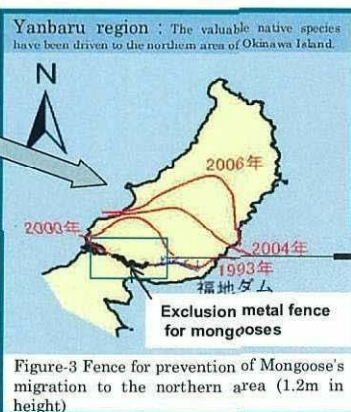 Yanbaru region : The valuable native species
have been driven to the northern area of Okinawa Island.
N
2006年
2000年
2004年
1993年
福地ダム
Exclusion metal fence
for mongooses
Figure-3 Fence for prevention of Mongoose's
migration to the northern area (1.2m in
height)